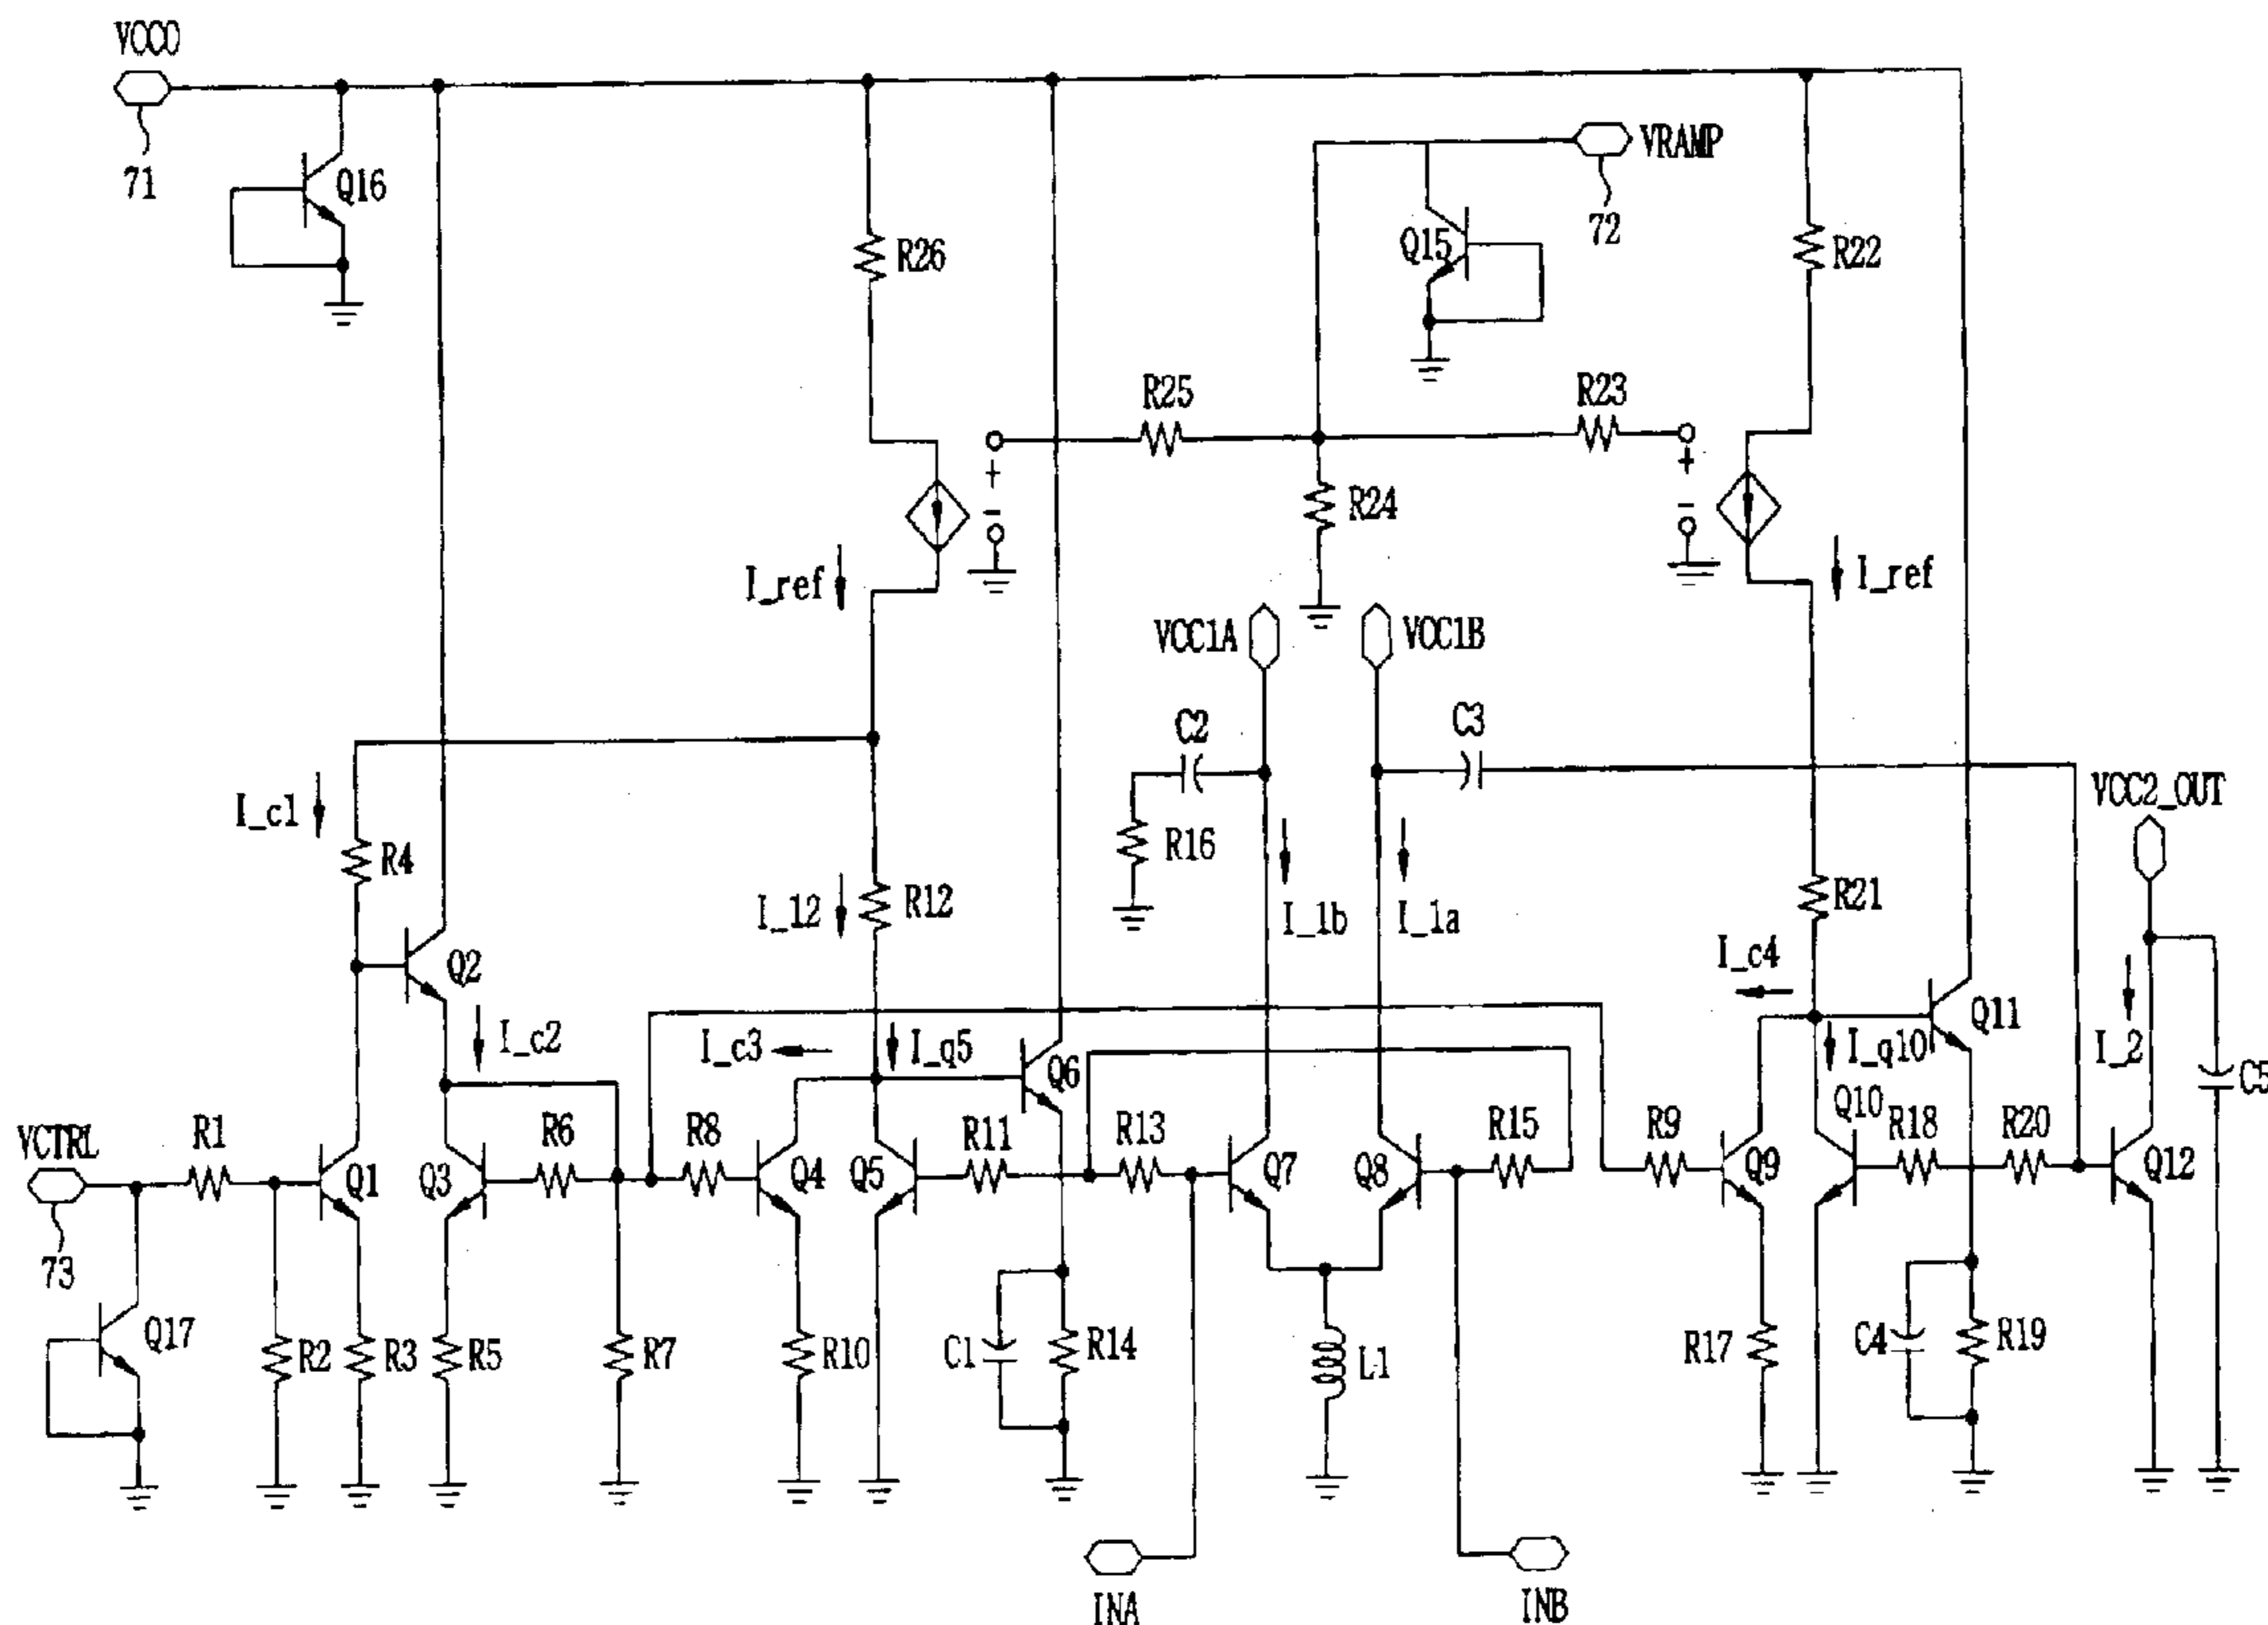 VCCO
71
Q16
R26
VRAMP
72
Q15
R22
R25
R23
+
-
R24
+
-
I_ref
I_ref
VCC1A
VCC1B
C2
C3
VCC2_OUT
I_c1
R4
R16
I_12
R12
I_1b
I_1a
R21
I_c4
Q2
I_c2
I_c3
I_q5
Q6
Q11
I_q10
I_2
C5
VCTRL
R1
Q1
Q3
R6
R8
Q4
Q5
R11
R13
Q7
Q8
R15
R9
Q9
Q10
R18
R20
Q12
73
Q17
R2
R3
R5
R7
R10
C1
R14
L1
R17
C4
R19
INA
INB